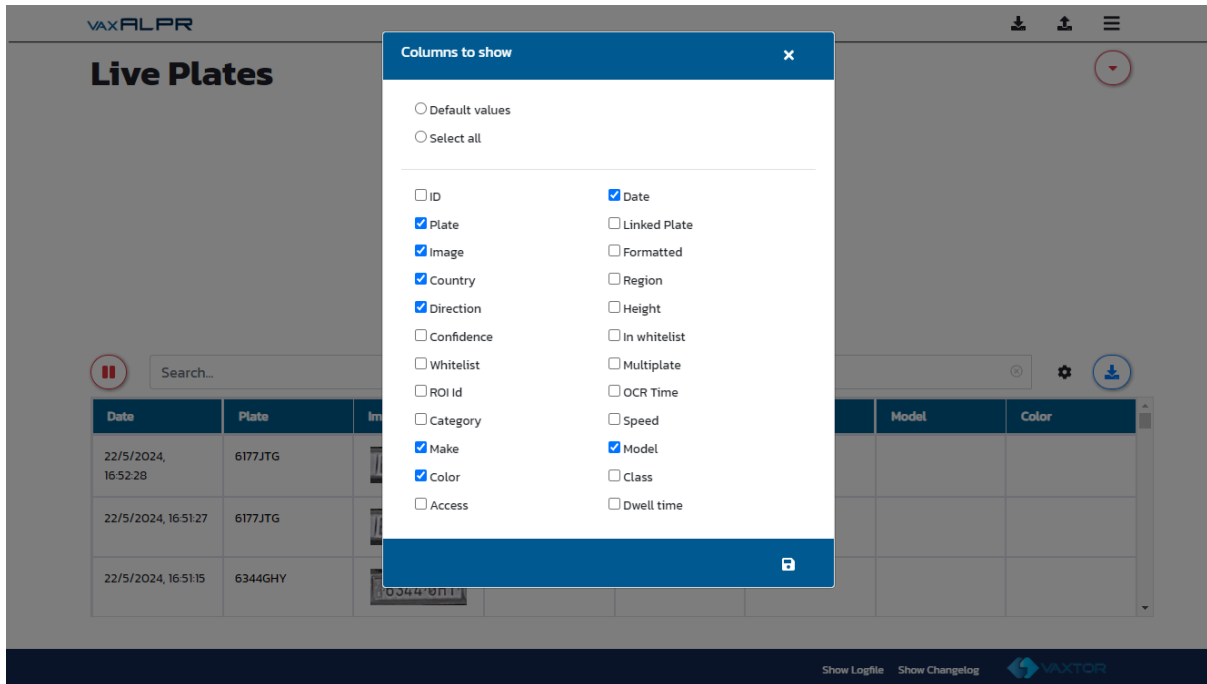 VAXALPR
Live Plates
Columns to show
Default values
Select all
ID
Date
Plate
Linked Plate
Image
Formatted
Country
Region
Direction
Height
Confidence
In whitelist
Whitelist
Multiplate
ROI Id
OCR Time
Category
Speed
Make
Model
Color
Class
Access
Dwell time
Search...
Date Plate Im Model Color
22/5/2024,
16:52:28
6177JTG
22/5/2024, 16:51:27 6177JTG
22/5/2024, 16:51:15 6344GHY
Show Logfile Show Changelog VAXTOR